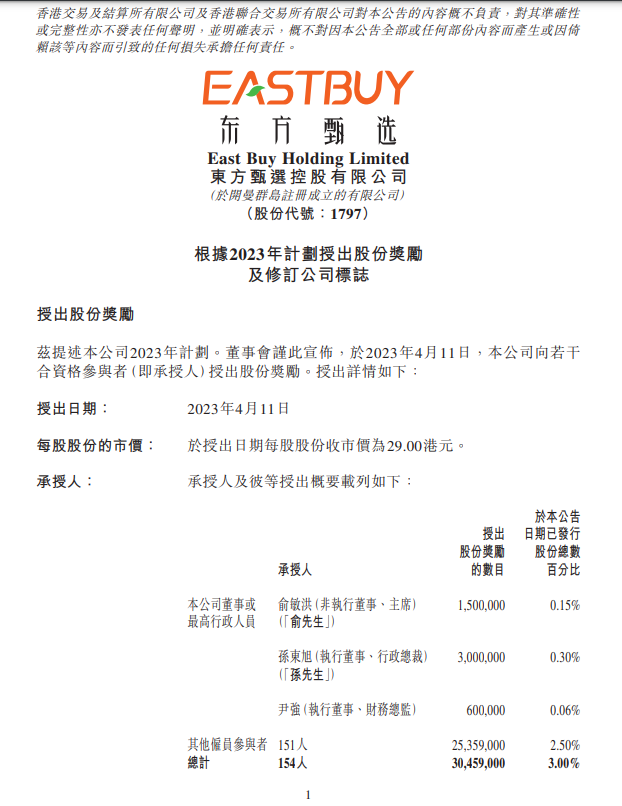 香港交易及結算所有限公司及香港聯合交易所有限公司對本公告的內容概不負責，對其準確性
或完整性亦不發表任何聲明，並明確表示，概不對因本公告全部或任何部份內容而產生或因倚
賴該等內容而引致的任何損失承擔任何責任。
EASTBUY
东方甄选
East Buy Holding Limited
東方甄選控股有限公司
(於開曼群島註冊成立的有限公司)
（股份代號：1797）
根據2023年計劃授出股份獎勵
及修訂公司標誌
授出股份獎勵
茲提述本公司2023年計劃。董事會謹此宣佈，於2023年4月11日，本公司向若干
合資格參與者(即承授人)授出股份獎勵。授出詳情如下：
授出日期： 2023年4月11日
每股股份的市價： 於授出日期每股股份收市價為29.00港元。
承授人： 承授人及彼等授出概要載列如下：
於本公告
授出 日期已發行
股份獎勵 股份總數
承授人 的數目 百分比
本公司董事或 俞敏洪(非執行董事、主席) 1,500,000 0.15%
最高行政人員 (「俞先生」)
孫東旭(執行董事、行政總裁) 3,000,000 0.30%
(「孫先生」)
尹強(執行董事、財務總監) 600,000 0.06%
其他僱員參與者 151人 25,359,000 2.50%
總計 154人 30,459,000 3.00%
1